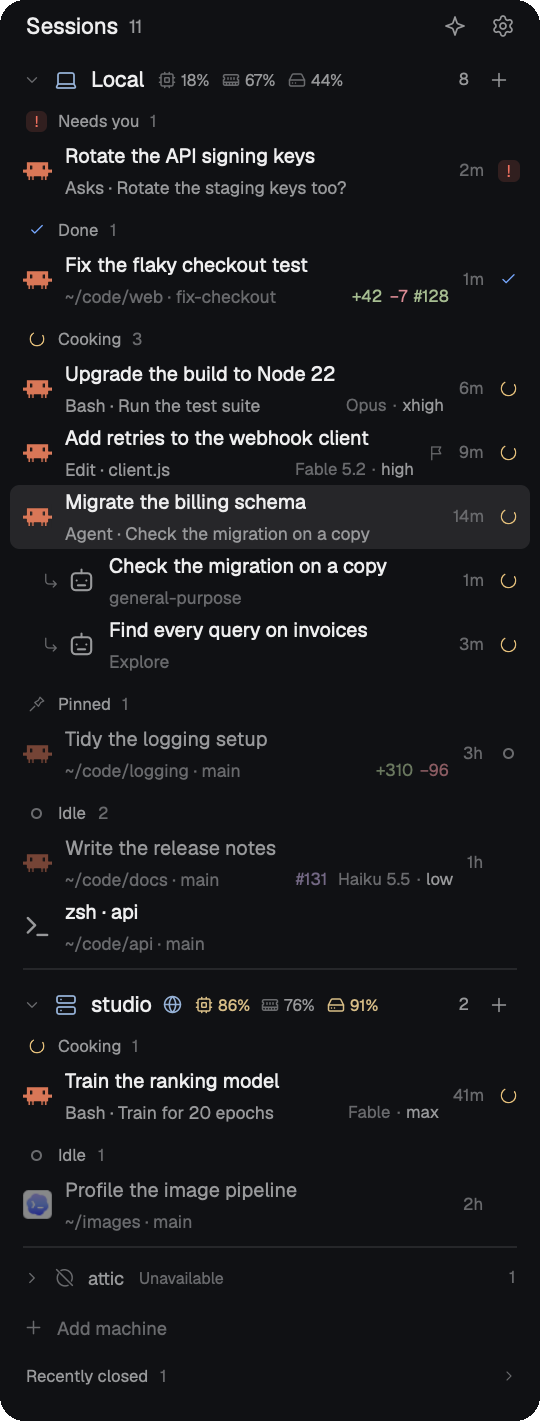 Sessions 11
Local 18% 67% 44% 8
! Needs you 1
Rotate the API signing keys
Asks · Rotate the staging keys too?
2m !
Done 1
Fix the flaky checkout test
~/code/web · fix-checkout +42 −7 #128
1m
Cooking 3
Upgrade the build to Node 22
Bash · Run the test suite Opus · xhigh
6m
Add retries to the webhook client
Edit · client.js Fable 5.2 · high
9m
Migrate the billing schema
Agent · Check the migration on a copy
14m
Check the migration on a copy
general-purpose
1m
Find every query on invoices
Explore
3m
Pinned 1
Tidy the logging setup
~/code/logging · main +310 −96
3h
Idle 2
Write the release notes
~/code/docs · main #131 Haiku 5.5 · low
1h
zsh · api
~/code/api · main
studio 86% 76% 91% 2
Cooking 1
Train the ranking model
Bash · Train for 20 epochs Fable · max
41m
Idle 1
Profile the image pipeline
~/images · main
2h
attic Unavailable 1
Add machine
Recently closed 1